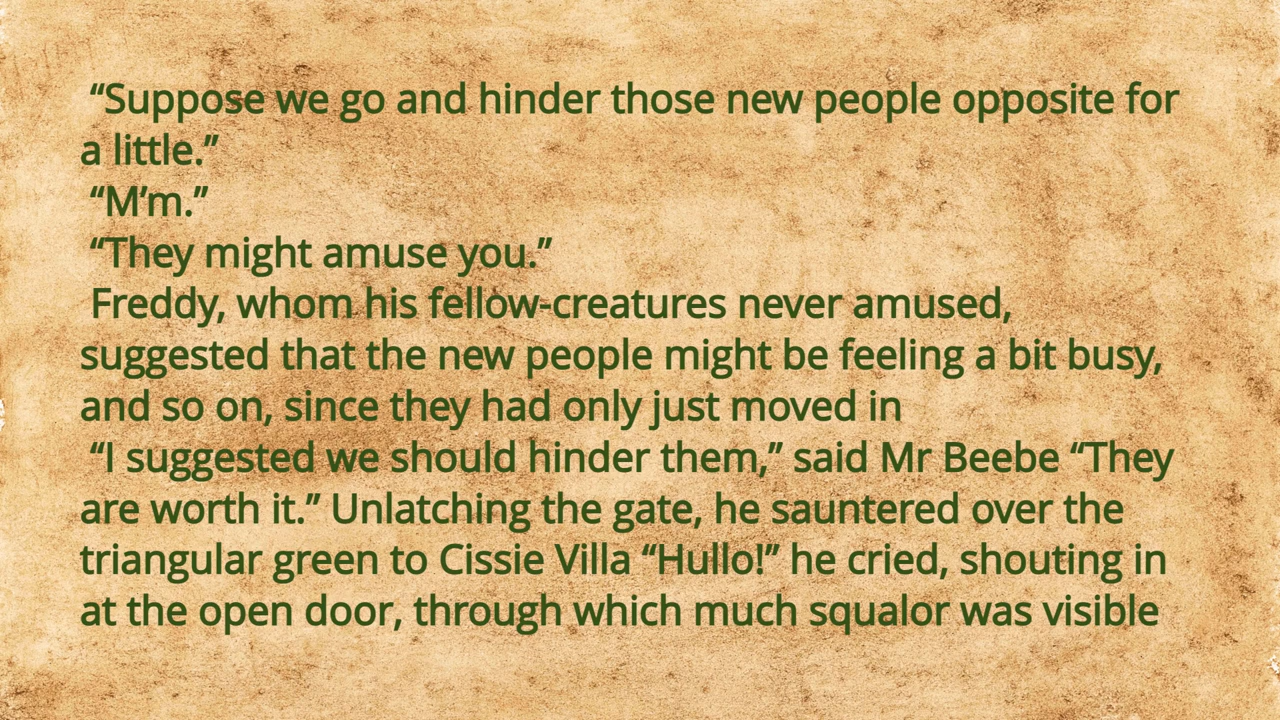 “Suppose we go and hinder those new people opposite for
a little.”
“M’m.”
“They might amuse you.”
Freddy, whom his fellow-creatures never amused,
suggested that the new people might be feeling a bit busy,
and so on, since they had only just moved in
“I suggested we should hinder them,” said Mr Beebe “They
are worth it.” Unlatching the gate, he sauntered over the
triangular green to Cissie Villa “Hullo!” he cried, shouting in
at the open door, through which much squalor was visible